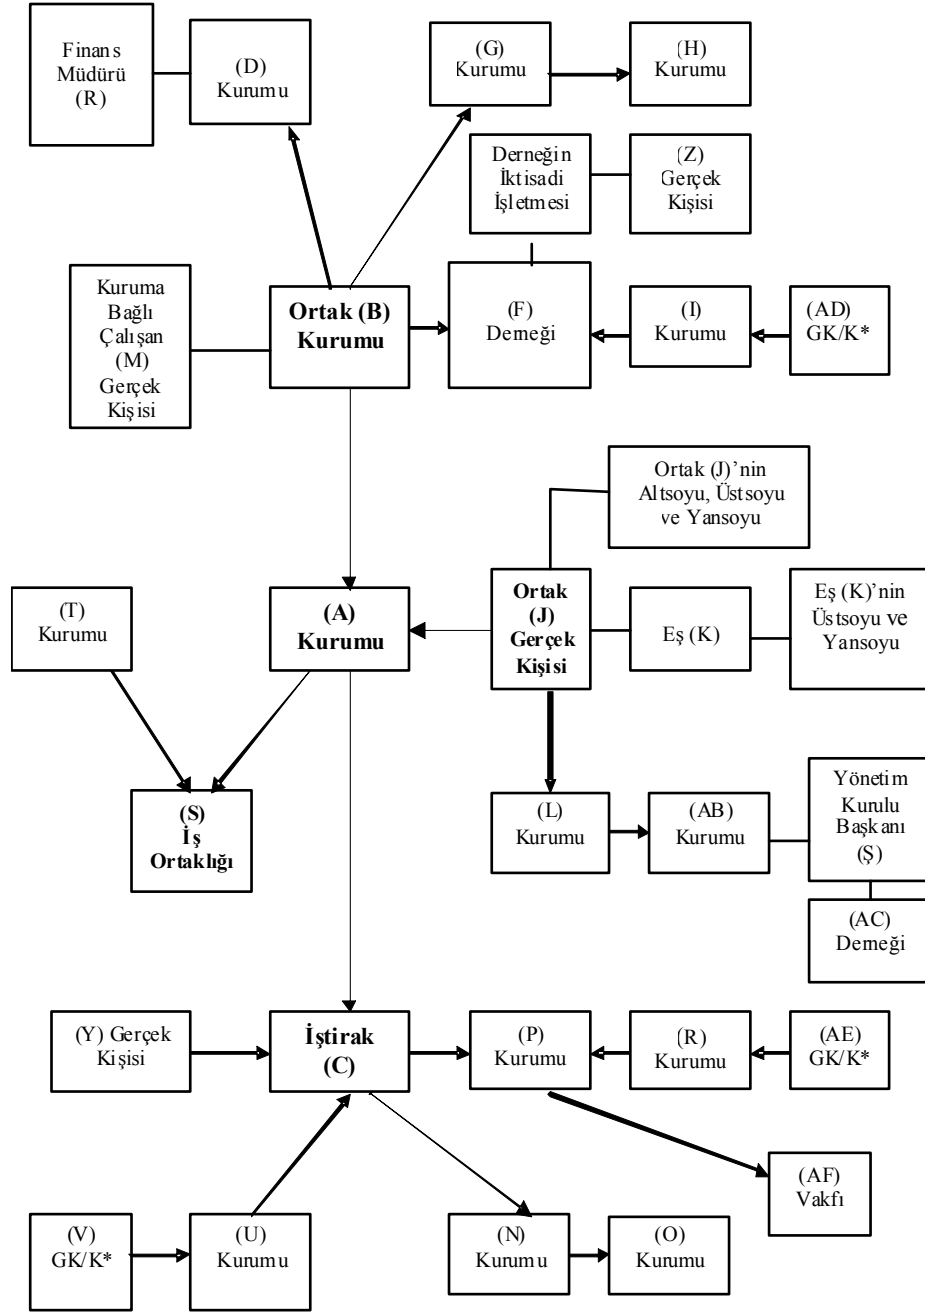 Finans
Müdürü
(R)
(D)
Kurumu
(G)
Kurumu
(H)
Kurumu
Derneğin
İktisadi
İşletmesi
(Z)
Gerçek
Kişisi
Kuruma
Bağlı
Çalışan
(M)
Gerçek
Kişisi
Ortak (B)
Kurumu
(F)
Derneği
(I)
Kurumu
(AD)
GK/K*
Ortak (J)’nin
Altsoyu, Üstsoyu
ve Yansoyu
(T)
Kurumu
(A)
Kurumu
Ortak
(J)
Gerçek
Kişisi
Eş (K)
Eş (K)’nin
Üstsoyu ve
Yansoyu
(S)
İş
Ortaklığı
(L)
Kurumu
(AB)
Kurumu
Yönetim
Kurulu
Başkanı
(Ş)
(AC)
Derneği
(Y) Gerçek
Kişisi
İştirak
(C)
(P)
Kurumu
(R)
Kurumu
(AE)
GK/K*
(AF)
Vakfı
(V)
GK/K*
(U)
Kurumu
(N)
Kurumu
(O)
Kurumu